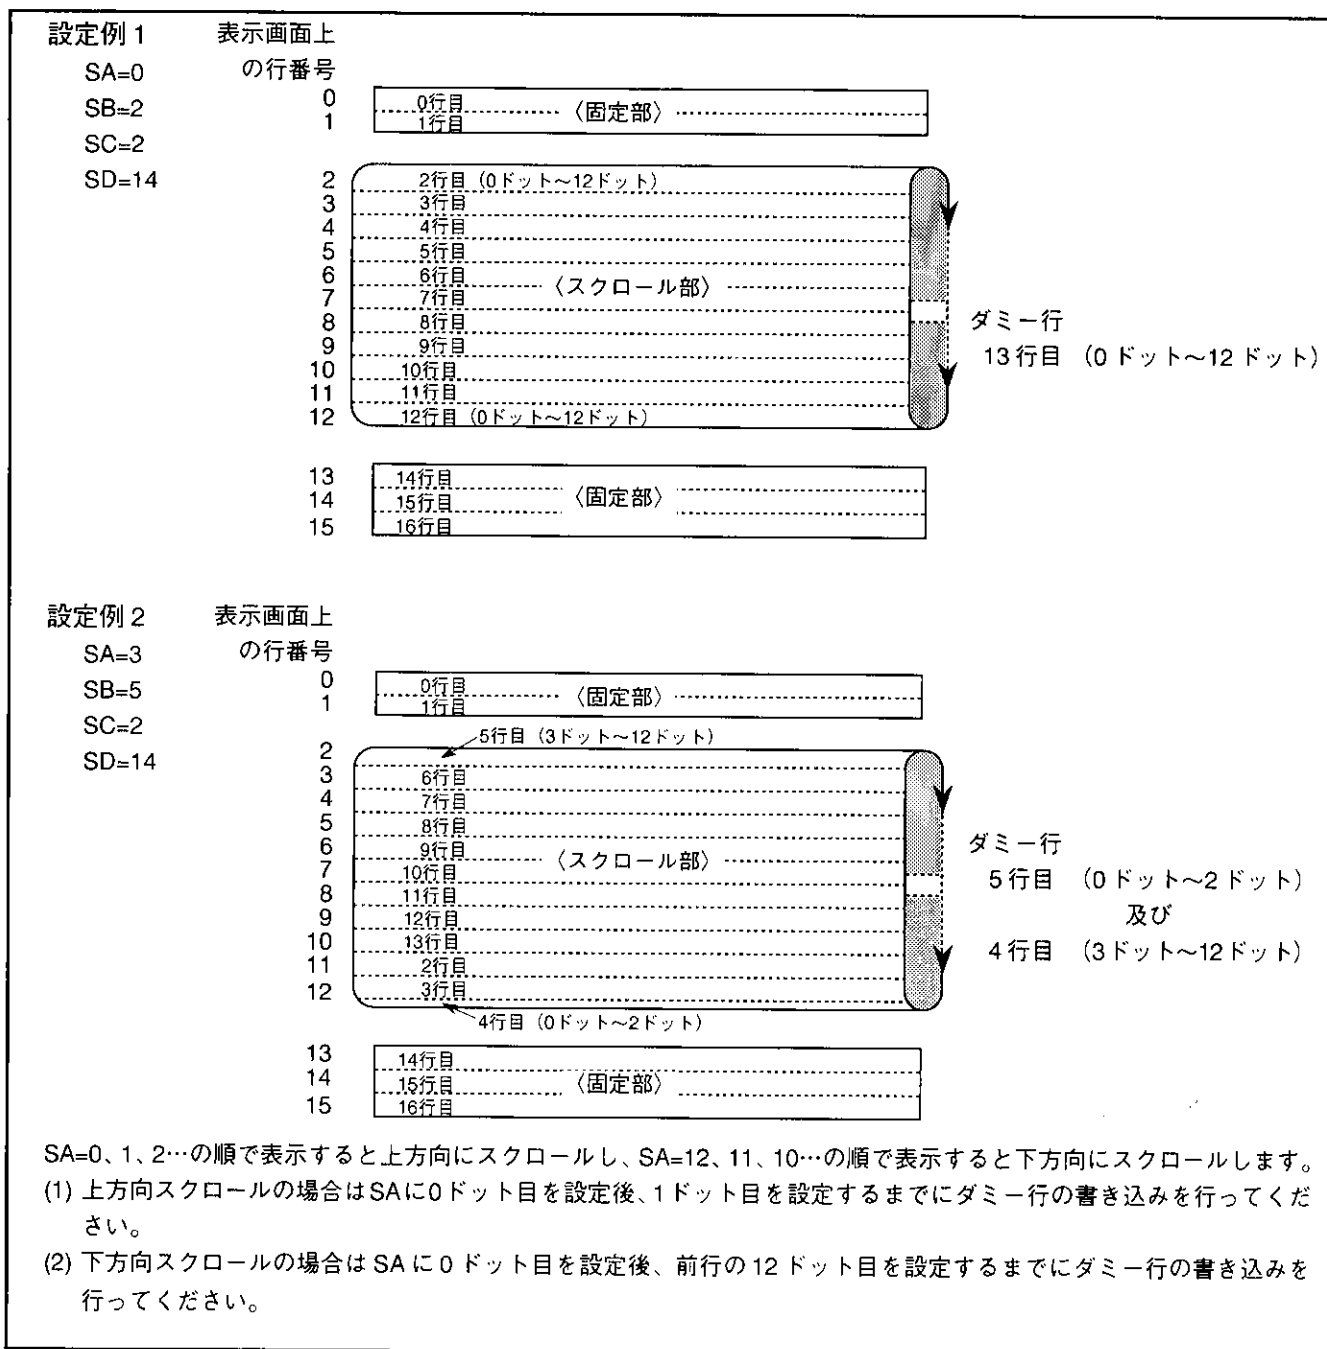 設定例 1 表示画面上
SA=0 の行番号
SB=2
SC=2
SD=14
0 0行目
1 1行目
〈固定部〉
2 2行目 (0ドット～12ドット)
3 3行目
4 4行目
5 5行目
6 6行目
7 7行目
〈スクロール部〉
8 8行目
9 9行目
10 10行目
11 11行目
12 12行目 (0ドット～12ドット)
ダミー行
13行目 (0ドット～12ドット)
13 14行目
14 15行目
15 16行目
〈固定部〉
設定例 2 表示画面上
SA=3 の行番号
SB=5
SC=2
SD=14
0 0行目
1 1行目
〈固定部〉
5行目 (3ドット～12ドット)
2
3 6行目
4 7行目
5 8行目
6 9行目
7 10行目
〈スクロール部〉
8 11行目
9 12行目
10 13行目
11 2行目
12 3行目
4行目 (0ドット～2ドット)
ダミー行
5行目 (0ドット～2ドット)
及び
4行目 (3ドット～12ドット)
13 14行目
14 15行目
15 16行目
〈固定部〉
SA=0、1、2…の順で表示すると上方向にスクロールし、SA=12、11、10…の順で表示すると下方向にスクロールします。
(1) 上方向スクロールの場合はSAに0ドット目を設定後、1ドット目を設定するまでにダミー行の書き込みを行ってくだ
さい。
(2) 下方向スクロールの場合はSAに0ドット目を設定後、前行の12ドット目を設定するまでにダミー行の書き込みを
行ってください。